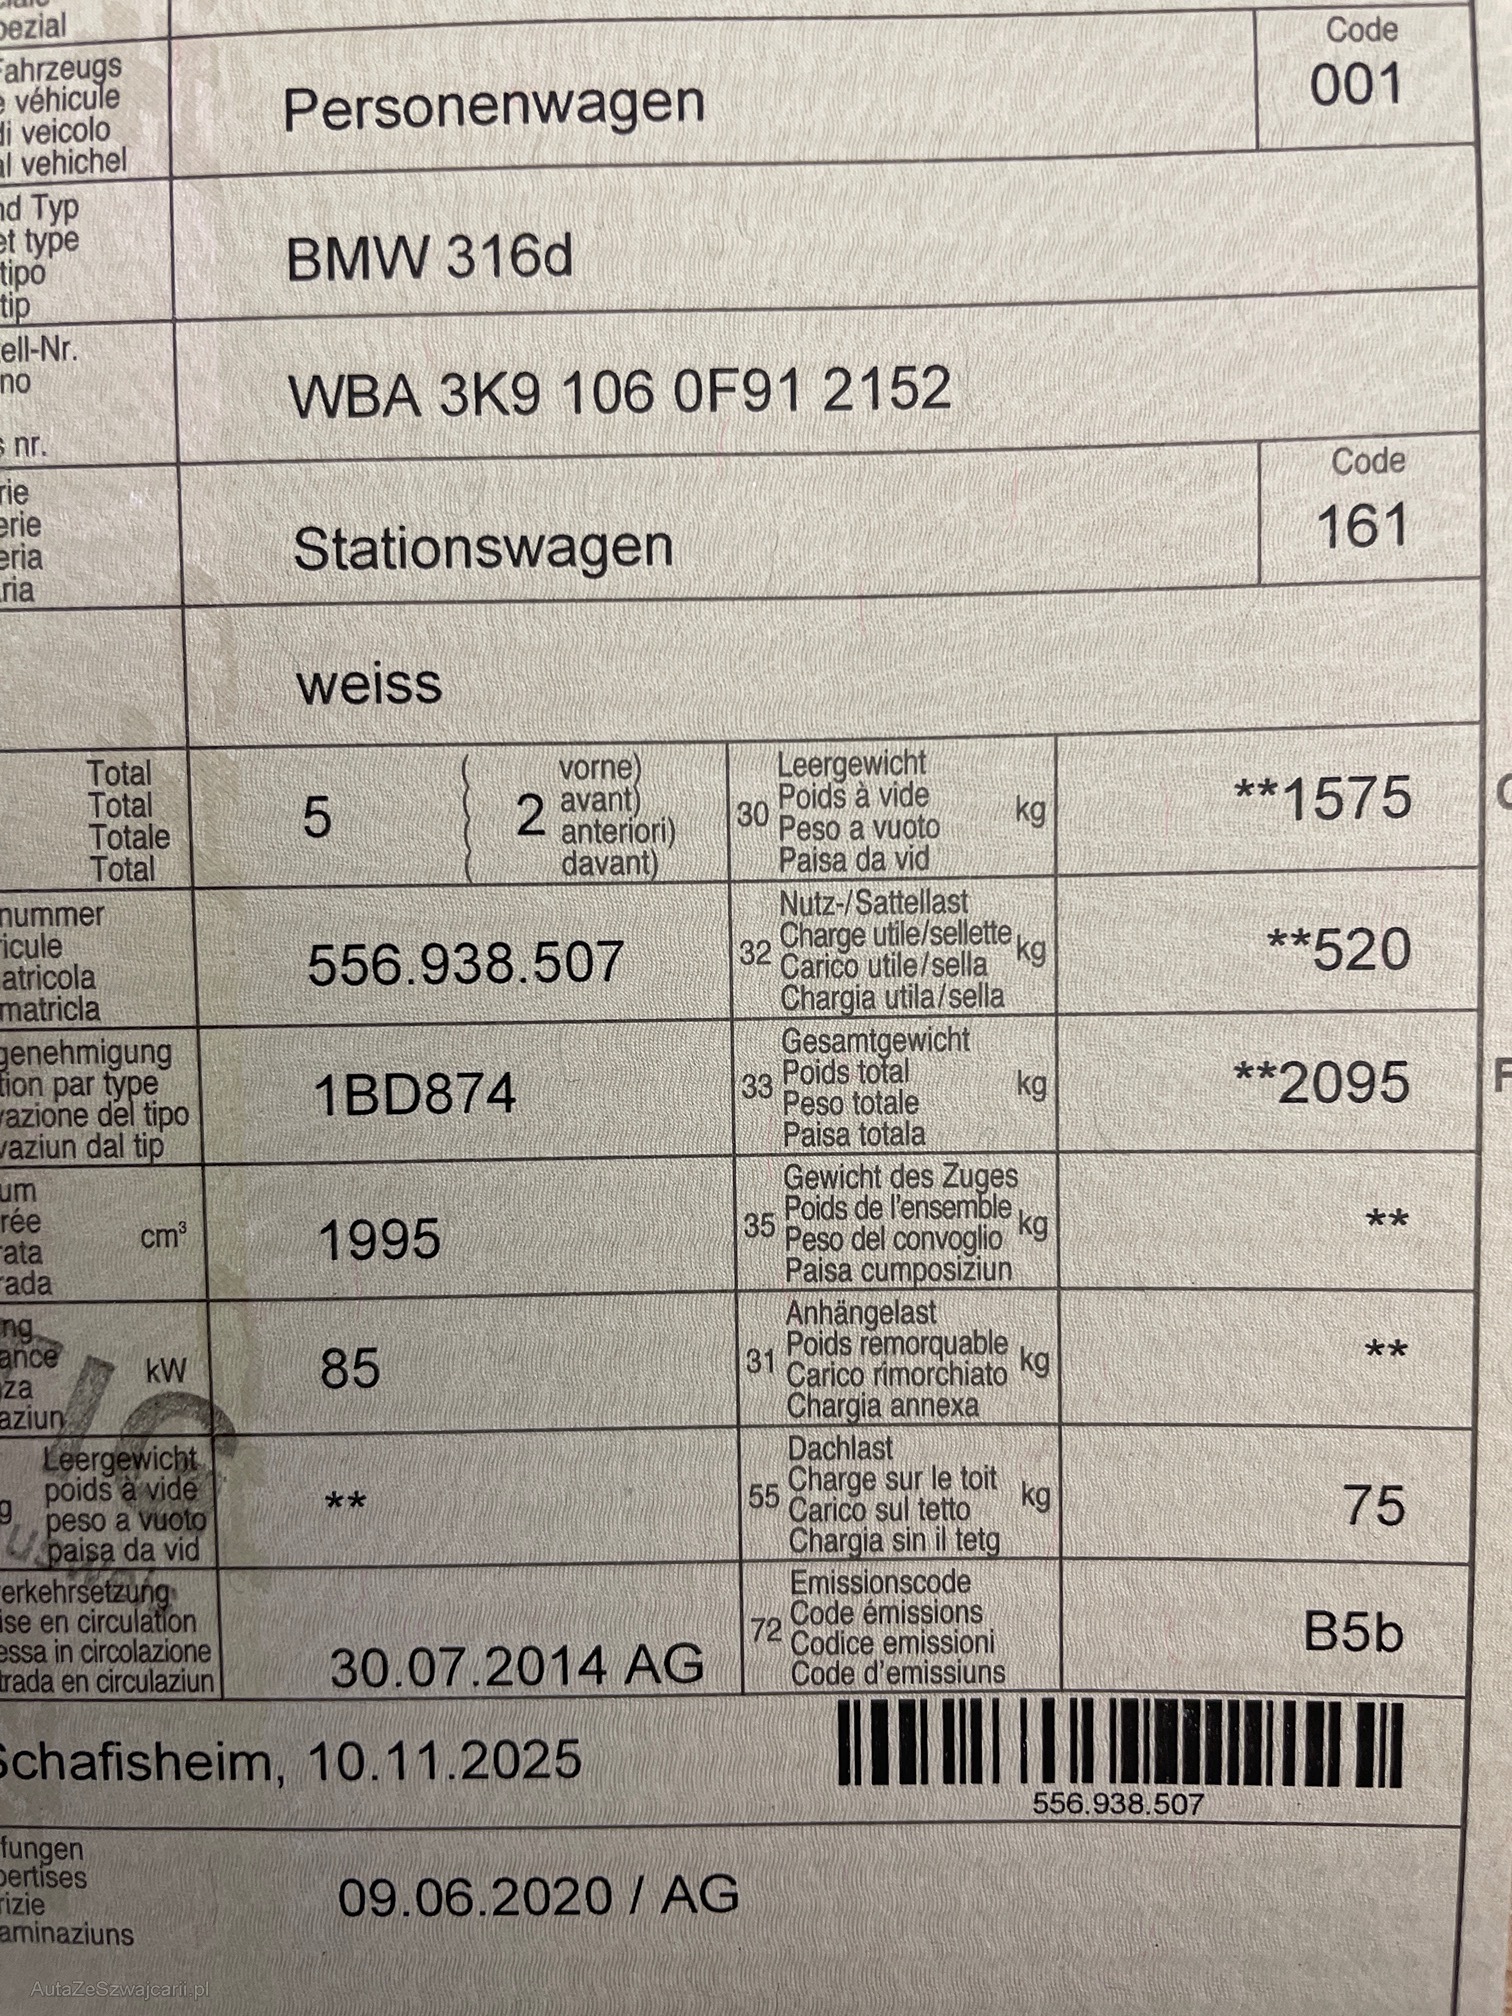 pezial
Fahrzeugs
e véhicule
di veicolo
al vehichel
Personenwagen
Code
001
nd Typ
et type
tipo
tip
BMW 316d
ell-Nr.
no
s nr.
WBA 3K9 106 0F91 2152
rie
erie
eria
ria
Stationswagen
Code
161
weiss
Total
Total
Totale
Total
5
2
vorne)
avant)
anteriori)
davant)
30
Leergewicht
Poids à vide
Peso a vuoto
Paisa da vid
kg
**1575
nummer
icule
atricola
matricla
556.938.507
32
Nutz-/Sattellast
Charge utile/sellette
Carico utile/sella
Chargia utila/sella
kg
**520
genehmigung
tion par type
vazione del tipo
vaziun dal tip
1BD874
33
Gesamtgewicht
Poids total
Peso totale
Paisa totala
kg
**2095
um
rée
rata
rada
cm³
1995
35
Gewicht des Zuges
Poids de l'ensemble
Peso del convoglio
Paisa cumposiziun
kg
**
ng
ance
za
aziun
kW
85
31
Anhängelast
Poids remorquable
Carico rimorchiato
Chargia annexa
kg
**
g
Leergewicht
poids à vide
peso a vuoto
paisa da vid
**
55
Dachlast
Charge sur le toit
Carico sul tetto
Chargia sin il tetg
kg
75
erkehrsetzung
ise en circulation
essa in circolazione
trada en circulaziun
30.07.2014 AG
72
Emissionscode
Code émissions
Codice emissioni
Code d'emissiuns
B5b
Schafisheim, 10.11.2025
556.938.507
fungen
pertises
rizie
aminaziuns
09.06.2020 / AG
AutaZeSzwajcarii.pl